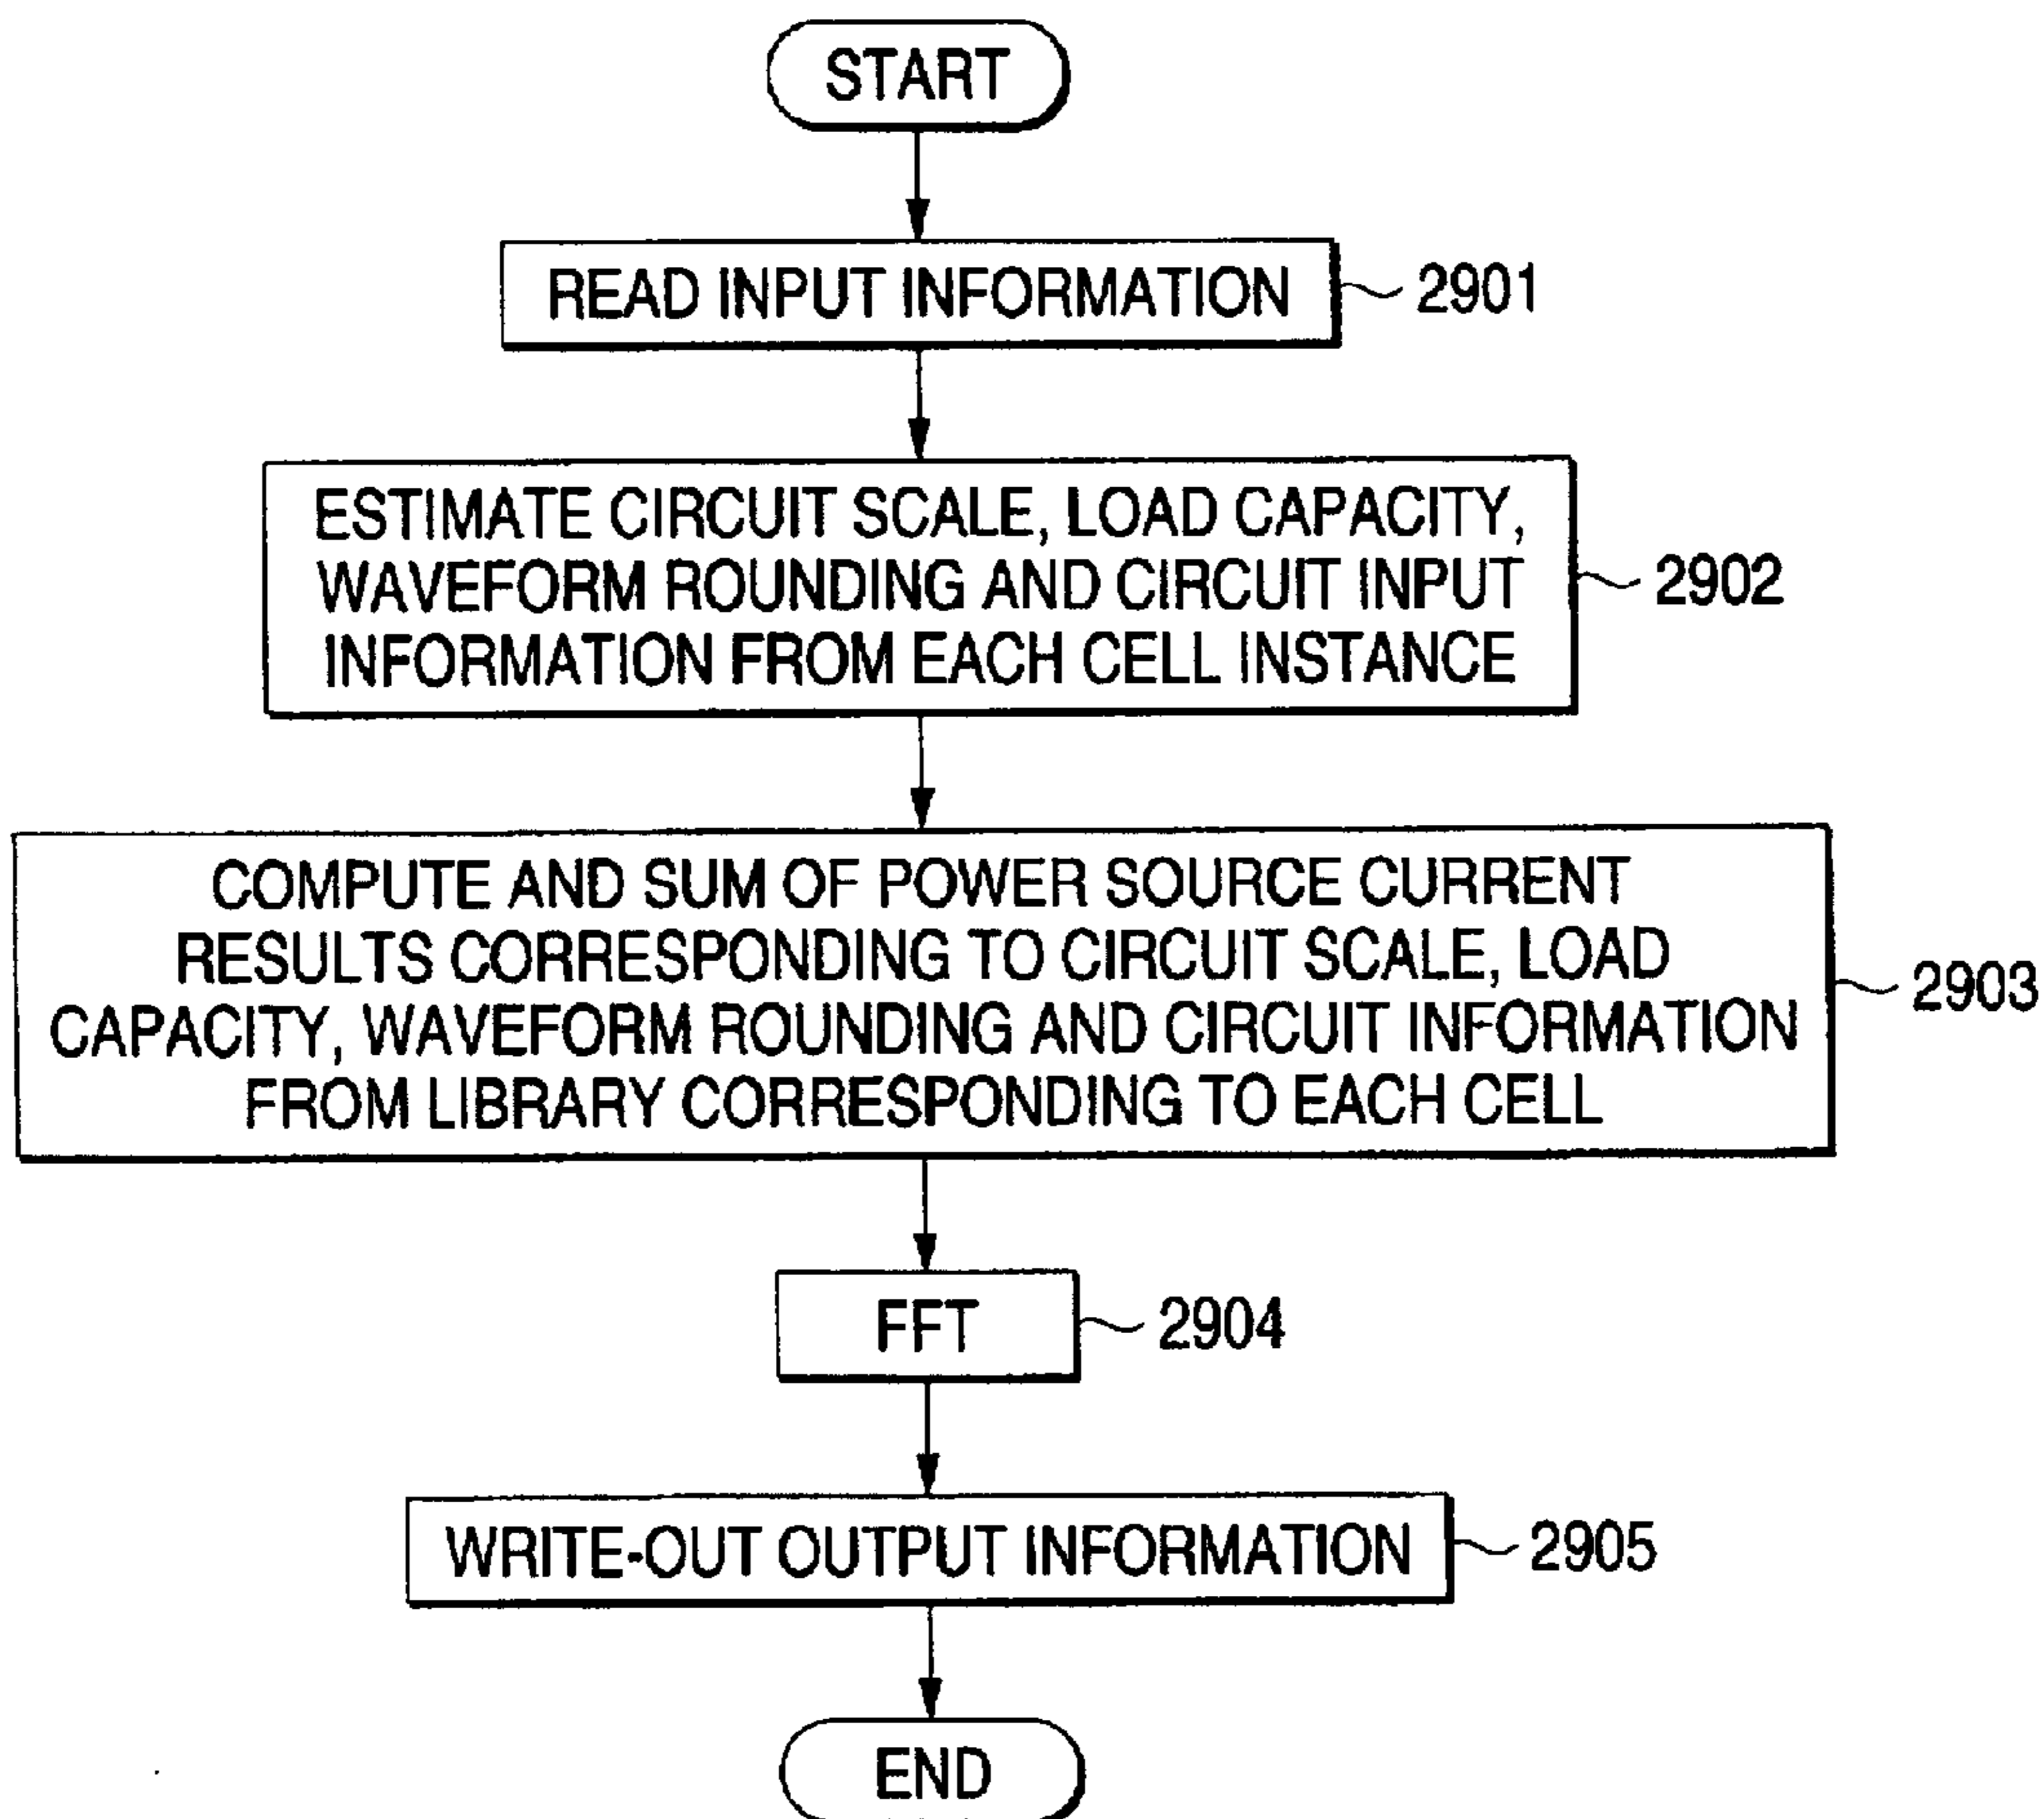 START
READ INPUT INFORMATION
2901
ESTIMATE CIRCUIT SCALE, LOAD CAPACITY,
WAVEFORM ROUNDING AND CIRCUIT INPUT
INFORMATION FROM EACH CELL INSTANCE
2902
COMPUTE AND SUM OF POWER SOURCE CURRENT
RESULTS CORRESPONDING TO CIRCUIT SCALE, LOAD
CAPACITY, WAVEFORM ROUNDING AND CIRCUIT INFORMATION
FROM LIBRARY CORRESPONDING TO EACH CELL
2903
FFT
2904
WRITE-OUT OUTPUT INFORMATION
2905
END